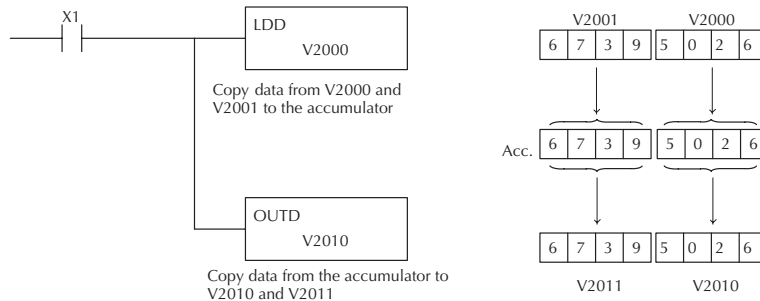 X1
LDD
V2000
Copy data from V2000 and
V2001 to the accumulator
OUTD
V2010
Copy data from the accumulator to
V2010 and V2011
V2001 V2000
6 7 3 9 5 0 2 6
Acc. 6 7 3 9 5 0 2 6
6 7 3 9 5 0 2 6
V2011 V2010